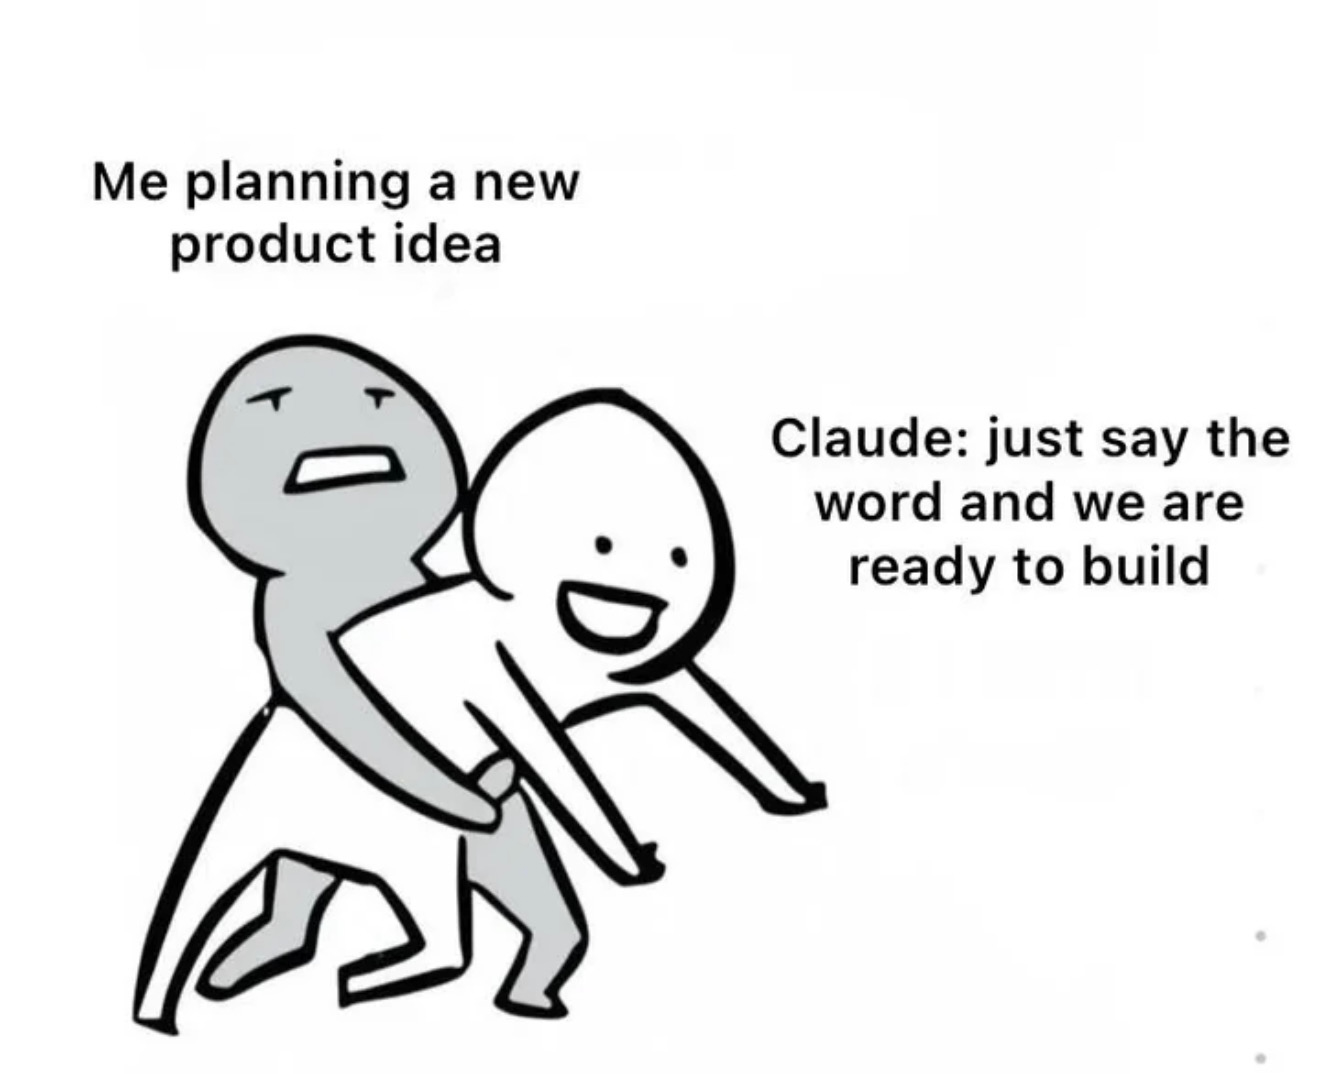 Me planning a new
product idea
Claude: just say the
word and we are
ready to build